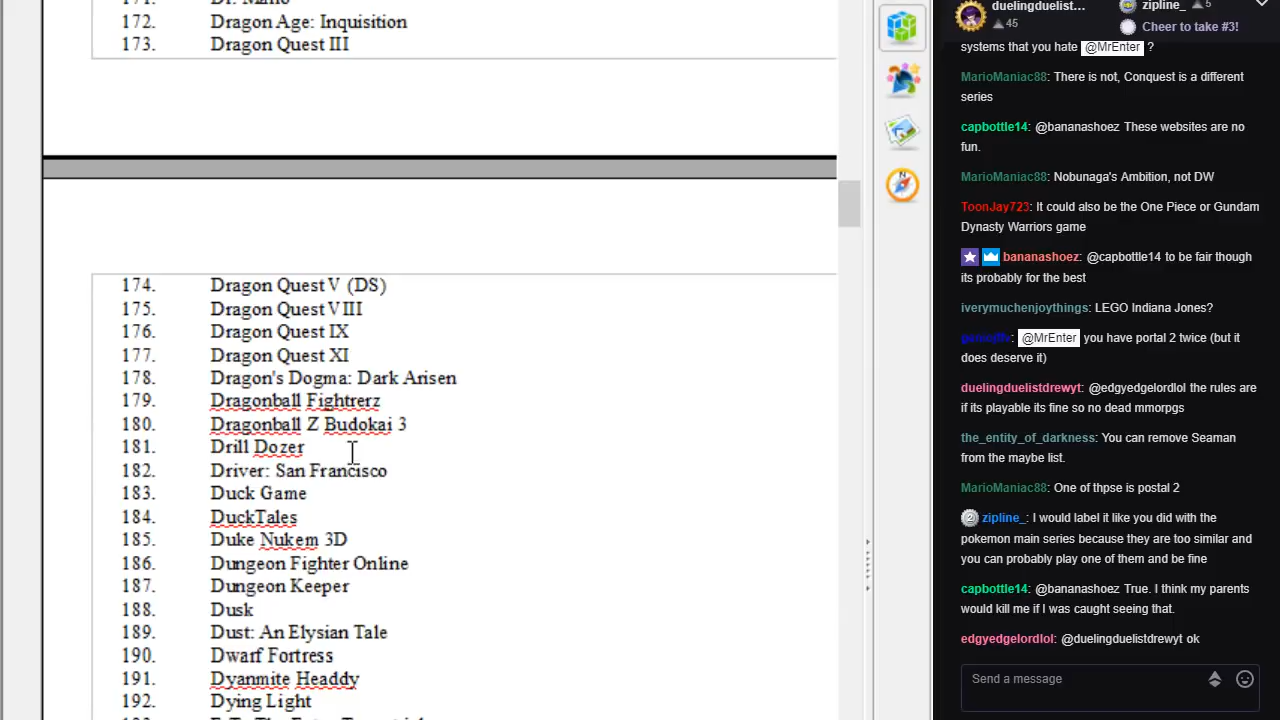 171. Dr. Mario
172. Dragon Age: Inquisition
173. Dragon Quest III
174. Dragon Quest V (DS)
175. Dragon Quest VIII
176. Dragon Quest IX
177. Dragon Quest XI
178. Dragon's Dogma: Dark Arisen
179. Dragonball Fightrerz
180. Dragonball Z Budokai 3
181. Drill Dozer
182. Driver: San Francisco
183. Duck Game
184. DuckTales
185. Duke Nukem 3D
186. Dungeon Fighter Online
187. Dungeon Keeper
188. Dusk
189. Dust: An Elysian Tale
190. Dwarf Fortress
191. Dyanmite Headdy
192. Dying Light
duelingduelist...
45
zipline_ 5
Cheer to take #3!
systems that you hate @MrEnter ?
MarioManiac88: There is not, Conquest is a different
series
capbottle14: @bananashoez These websites are no
fun.
MarioManiac88: Nobunaga's Ambition, not DW
ToonJay723: It could also be the One Piece or Gundam
Dynasty Warriors game
bananashoez: @capbottle14 to be fair though
its probably for the best
iverymuchenjoythings: LEGO Indiana Jones?
@MrEnter you have portal 2 twice (but it
does deserve it)
duelingduelistdrewyt: @edgyedgelordlol the rules are
if its playable its fine so no dead mmorpgs
the_entity_of_darkness: You can remove Seaman
from the maybe list.
MarioManiac88: One of thpse is postal 2
2 zipline_: I would label it like you did with the
pokemon main series because they are too similar and
you can probably play one of them and be fine
capbottle14: @bananashoez True. I think my parents
would kill me if I was caught seeing that.
edgyedgelordlol: @duelingduelistdrewyt ok
Send a message